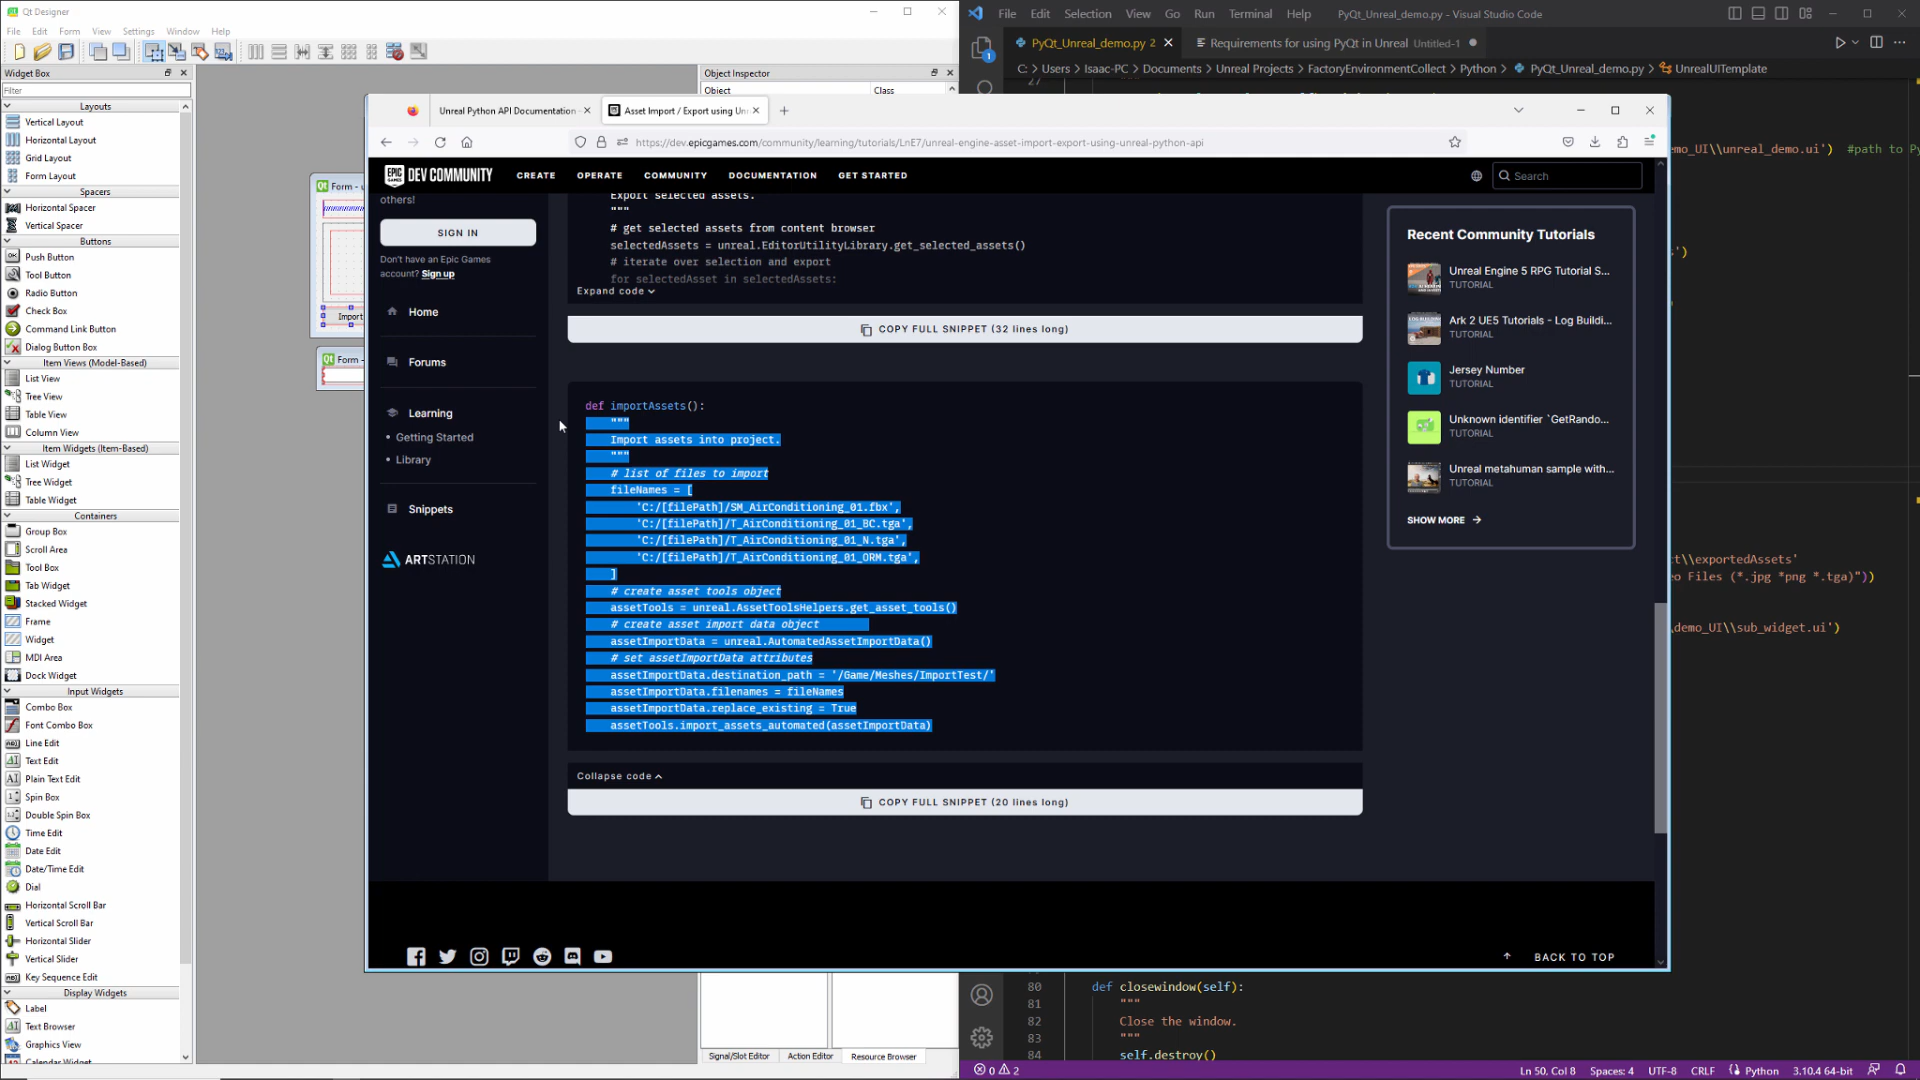 Qt Designer
File Edit Form View Settings Window Help
Widget Box
Filter
Layouts
Vertical Layout
Horizontal Layout
Grid Layout
Form Layout
Spacers
Horizontal Spacer
Vertical Spacer
Buttons
Push Button
Tool Button
Radio Button
Check Box
Command Link Button
Dialog Button Box
Item Views (Model-Based)
List View
Tree View
Table View
Column View
Item Widgets (Item-Based)
List Widget
Tree Widget
Table Widget
Containers
Group Box
Scroll Area
Tool Box
Tab Widget
Stacked Widget
Frame
Widget
MDI Area
Dock Widget
Input Widgets
Combo Box
Font Combo Box
Line Edit
Text Edit
Plain Text Edit
Spin Box
Double Spin Box
Time Edit
Date Edit
Date/Time Edit
Dial
Horizontal Scroll Bar
Vertical Scroll Bar
Horizontal Slider
Vertical Slider
Key Sequence Edit
Display Widgets
Label
Text Browser
Graphics View
Calendar Widget
Form -
Import
Form -
Object Inspector
Object Class
Signal/Slot Editor Action Editor Resource Browser
Unreal Python API Documentation -
Asset Import / Export using Un
https://dev.epicgames.com/community/learning/tutorials/LnE7/unreal-engine-asset-import-export-using-unreal-python-api
EPIC GAMES DEV COMMUNITY CREATE OPERATE COMMUNITY DOCUMENTATION GET STARTED Search
others!
SIGN IN
Don't have an Epic Games
account? Sign up
Home
Forums
Learning
• Getting Started
• Library
Snippets
ARTSTATION
Export selected assets.
"""
# get selected assets from content browser
selectedAssets = unreal.EditorUtilityLibrary.get_selected_assets()
# iterate over selection and export
for selectedAsset in selectedAssets:
Expand code
COPY FULL SNIPPET (32 lines long)
def importAssets():
"""
Import assets into project.
"""
# list of files to import
fileNames = [
'C:/[filePath]/SM_AirConditioning_01.fbx',
'C:/[filePath]/T_AirConditioning_01_BC.tga',
'C:/[filePath]/T_AirConditioning_01_N.tga',
'C:/[filePath]/T_AirConditioning_01_ORM.tga',
]
# create asset tools object
assetTools = unreal.AssetToolsHelpers.get_asset_tools()
# create asset import data object
assetImportData = unreal.AutomatedAssetImportData()
# set assetImportData attributes
assetImportData.destination_path = '/Game/Meshes/ImportTest/'
assetImportData.filenames = fileNames
assetImportData.replace_existing = True
assetTools.import_assets_automated(assetImportData)
Collapse code
COPY FULL SNIPPET (20 lines long)
Recent Community Tutorials
Unreal Engine 5 RPG Tutorial S...
TUTORIAL
Ark 2 UE5 Tutorials - Log Buildi...
TUTORIAL
Jersey Number
TUTORIAL
Unknown identifier `GetRando...
TUTORIAL
Unreal metahuman sample with...
TUTORIAL
SHOW MORE
BACK TO TOP
File Edit Selection View Go Run Terminal Help PyQt_Unreal_demo.py - Visual Studio Code
PyQt_Unreal_demo.py 2 Requirements for using PyQt in Unreal Untitled-1
C: > Users > Isaac-PC > Documents > Unreal Projects > FactoryEnvironmentCollect > Python > PyQt_Unreal_demo.py > UnrealUITemplate
27
mo_UI\\unreal_demo.ui') #path to Py
')
t\\exportedAssets'
o Files (*.jpg *png *.tga)"))
demo_UI\\sub_widget.ui')
80 def closewindow(self):
81 """
82 Close the window.
83 """
84 self.destroy()
0 2 Ln 50, Col 8 Spaces: 4 UTF-8 CRLF Python 3.10.4 64-bit